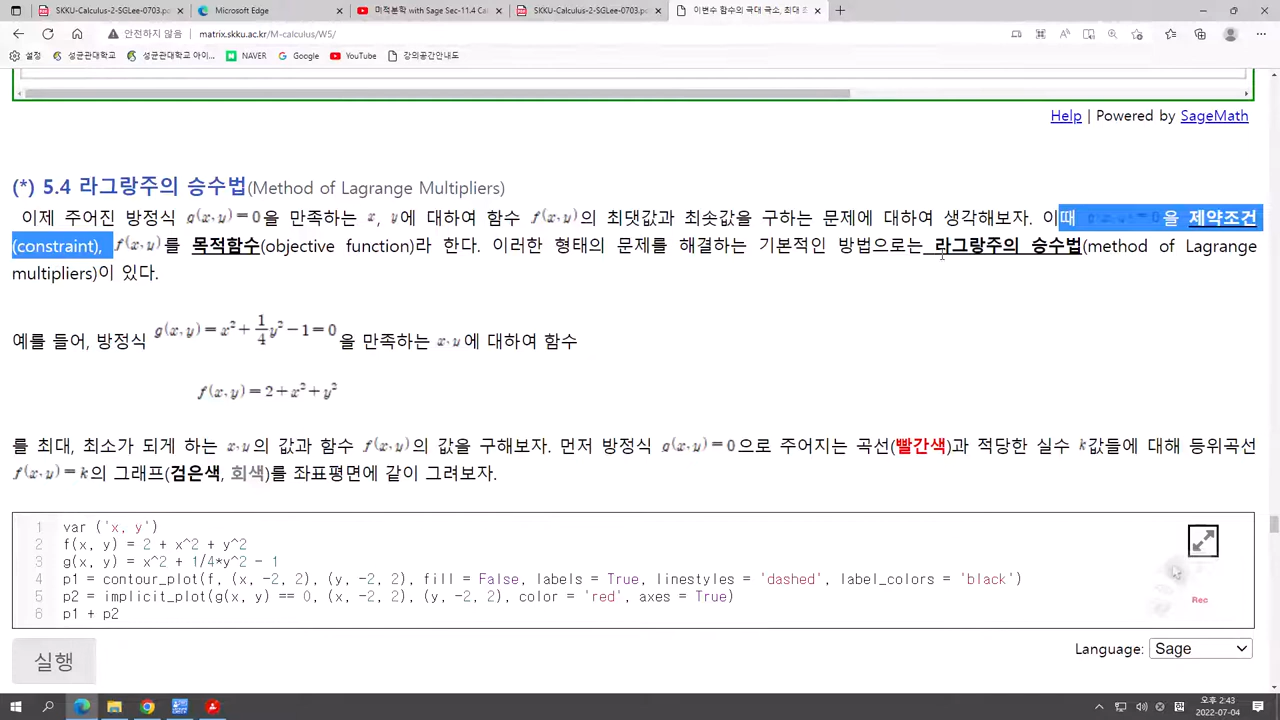 SKKU-Calculus-2-SGLee-0703.p
Microsoft Edge
미적분학 with Sage Sec-11.4 Ca
SKKU-Calculus-2-SGLee-0703.p
이변수 함수의 극대 극소, 최대 최
안전하지 않음
matrix.skku.ac.kr/M-calculus/W5/
설정
성균관대학교
성균관대학교 아이...
NAVER
Google
YouTube
강의공간안내도
Help | Powered by SageMath
(*) 5.4 라그랑주의 승수법(Method of Lagrange Multipliers)
이제 주어진 방정식 g(x, y) = 0을 만족하는 x, y에 대하여 함수 f(x, y)의 최댓값과 최솟값을 구하는 문제에 대하여 생각해보자. 이때 을 제약조건
(constraint), f(x, y)를 목적함수(objective function)라 한다. 이러한 형태의 문제를 해결하는 기본적인 방법으로는 라그랑주의 승수법(method of Lagrange
multipliers)이 있다.
예를 들어, 방정식 g(x, y) = x² + 1/4 y² − 1 = 0 을 만족하는 x, y에 대하여 함수
f(x, y) = 2 + x² + y²
를 최대, 최소가 되게 하는 x, y의 값과 함수 f(x, y)의 값을 구해보자. 먼저 방정식 g(x, y) = 0으로 주어지는 곡선(빨간색)과 적당한 실수 k값들에 대해 등위곡선
f(x, y) = k의 그래프(검은색, 회색)를 좌표평면에 같이 그려보자.
1 var ('x, y')
2 f(x, y) = 2 + x^2 + y^2
3 g(x, y) = x^2 + 1/4*y^2 - 1
4 p1 = contour_plot(f, (x, -2, 2), (y, -2, 2), fill = False, labels = True, linestyles = 'dashed', label_colors = 'black')
5 p2 = implicit_plot(g(x, y) == 0, (x, -2, 2), (y, -2, 2), color = 'red', axes = True)
6 p1 + p2
Rec
Language: Sage
실행
오후 2:43
2022-07-04